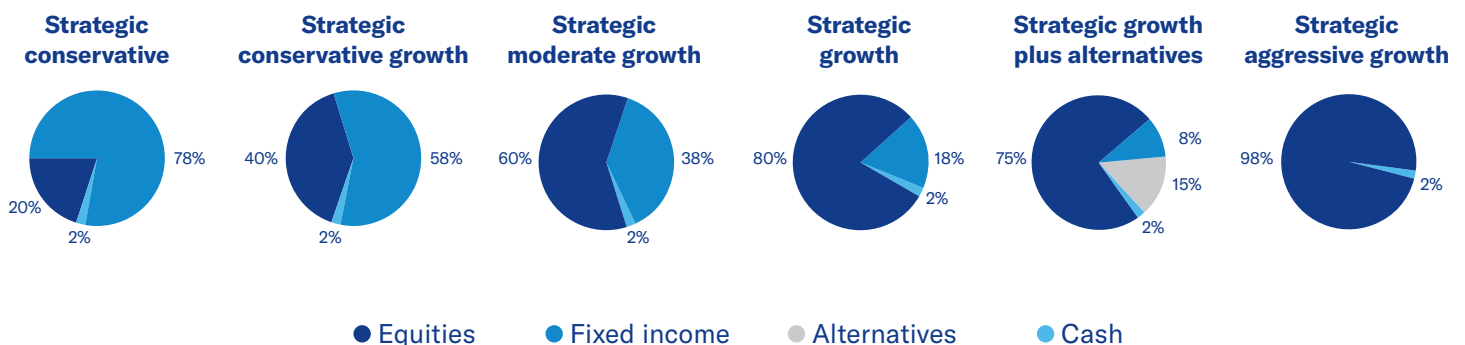 Strategic
conservative
78%
20%
2%
Strategic
conservative growth
40%
58%
2%
Strategic
moderate growth
60%
38%
2%
Strategic
growth
80%
18%
2%
Strategic growth
plus alternatives
75%
8%
15%
2%
Strategic
aggressive growth
98%
2%
Equities
Fixed income
Alternatives
Cash